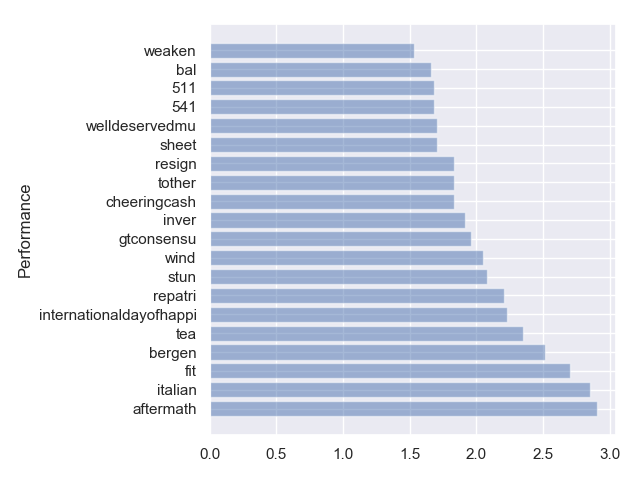 weaken
bal
511
541
welldeservedmu
sheet
resign
tother
cheeringcash
inver
gtconsensu
wind
stun
repatri
internationaldayofhappi
tea
bergen
fit
italian
aftermath
Performance
0.0 0.5 1.0 1.5 2.0 2.5 3.0